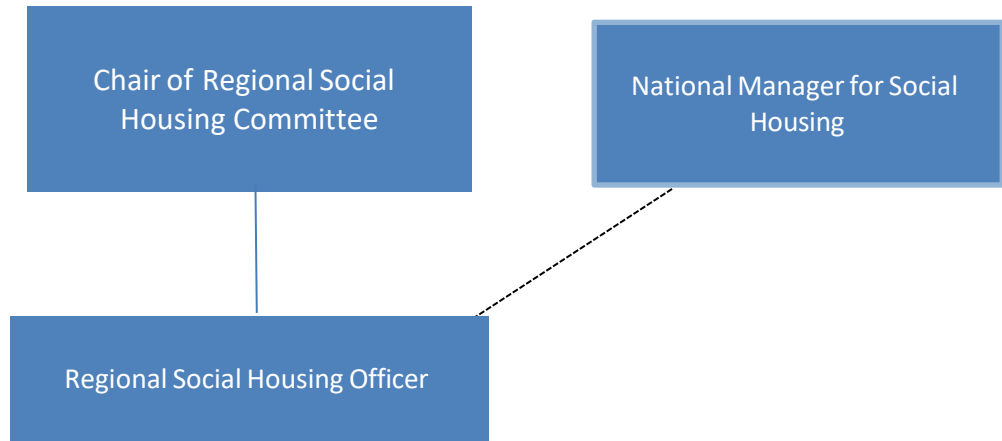 Chair of Regional Social
Housing Committee
National Manager for Social
Housing
Regional Social Housing Officer